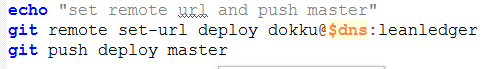 echo "set remote url and push master"
git remote set-url deploy dokku@$dns:leanledger
git push deploy master